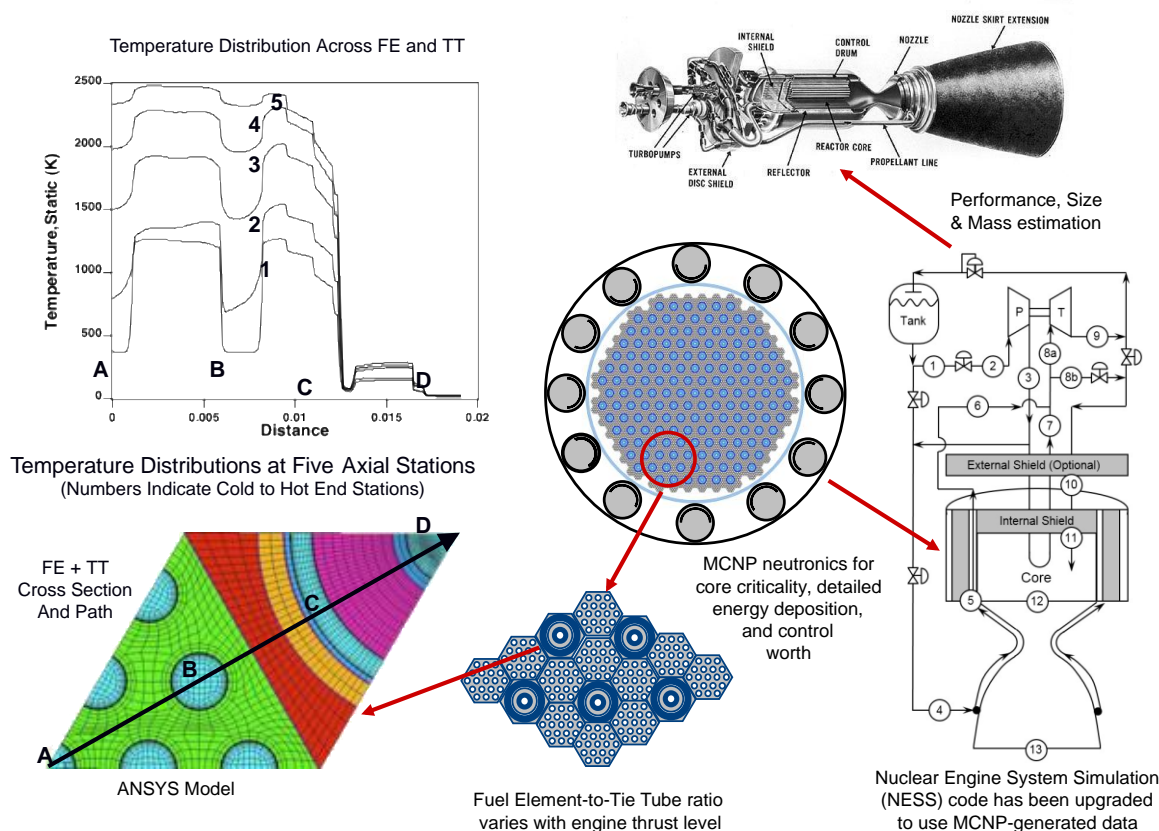 Temperature Distribution Across FE and TT
2500
2000
1500
1000
500
0
Temperature, Static (K)
5
4
3
2
1
A
B
C
D
0
0.005
0.01
0.015
0.02
Distance
Temperature Distributions at Five Axial Stations
(Numbers Indicate Cold to Hot End Stations)
FE + TT
Cross Section
And Path
D
C
B
A
ANSYS Model
NOZZLE SKIRT EXTENSION
INTERNAL
SHIELD
CONTROL
DRUM
NOZZLE
TURBOPUMPS
EXTERNAL
DISC SHIELD
REFLECTOR
REACTOR CORE
PROPELLANT
LINE
Performance, Size
& Mass estimation
MCNP neutronics for
core criticality, detailed
energy deposition,
and control
worth
Fuel Element-to-Tie Tube ratio
varies with engine thrust level
Tank
P
T
9
8a
1
2
3
8b
6
7
External Shield (Optional)
10
Internal Shield
11
Core
5
12
4
13
Nuclear Engine System Simulation
(NESS) code has been upgraded
to use MCNP-generated data